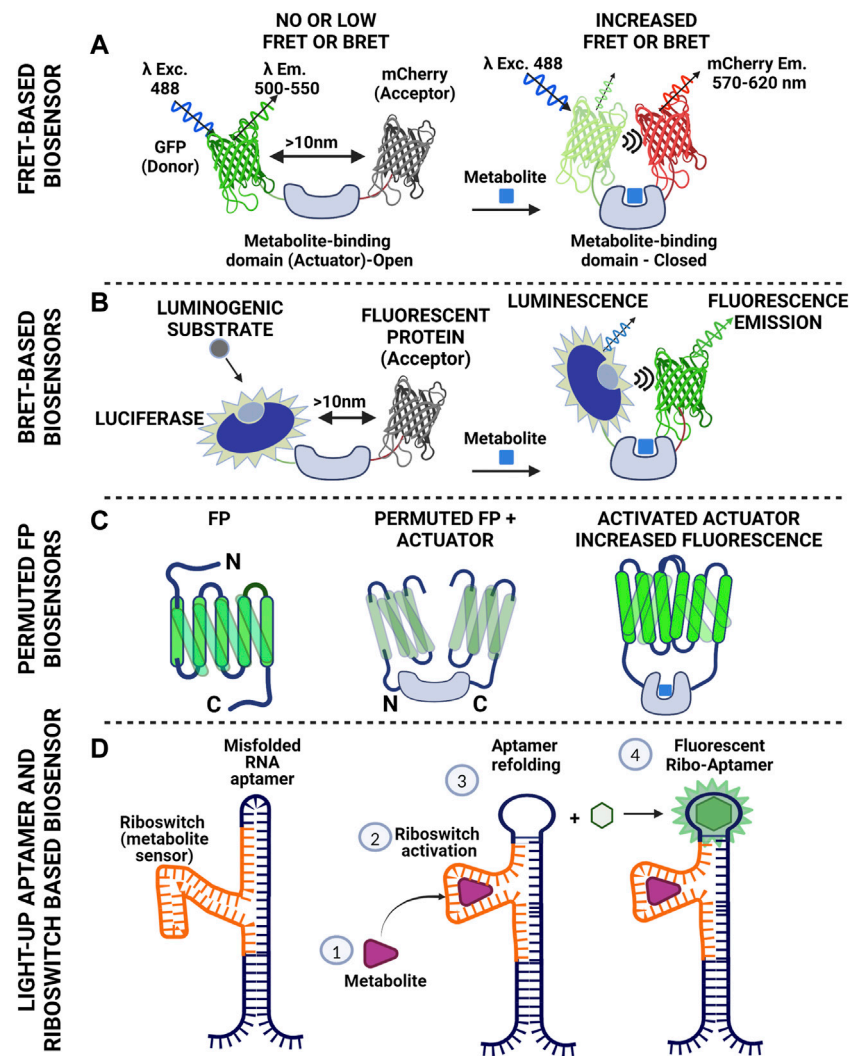 FRET-BASED
BIOSENSOR
A
NO OR LOW
FRET OR BRET
INCREASED
FRET OR BRET
λ Exc.
488
λ Em.
500-550
mCherry
(Acceptor)
GFP
(Donor)
>10nm
Metabolite-binding
domain (Actuator)-Open
Metabolite
λ Exc. 488
mCherry Em.
570-620 nm
Metabolite-binding
domain - Closed
BRET-BASED
BIOSENSORS
B
LUMINOGENIC
SUBSTRATE
FLUORESCENT
PROTEIN
(Acceptor)
LUCIFERASE
>10nm
Metabolite
LUMINESCENCE
FLUORESCENCE
EMISSION
PERMUTED FP
BIOSENSORS
C
FP
N
C
PERMUTED FP +
ACTUATOR
N
C
ACTIVATED ACTUATOR
INCREASED FLUORESCENCE
LIGHT-UP APTAMER AND
RIBOSWITCH BASED BIOSENSOR
D
Misfolded
RNA
aptamer
Riboswitch
(metabolite
sensor)
1
Metabolite
2
Riboswitch
activation
3
Aptamer
refolding
+
4
Fluorescent
Ribo-Aptamer